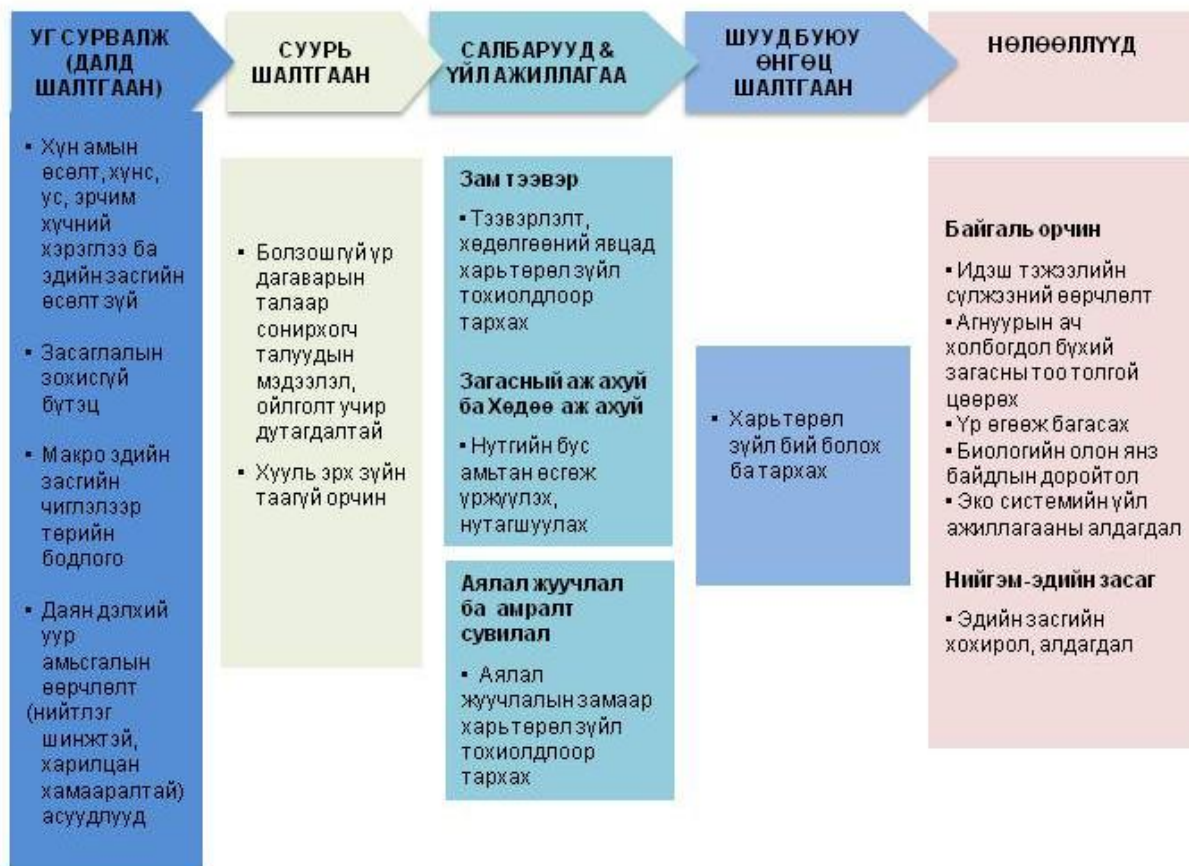 УГ СУРВАЛЖ
(ДАЛД
ШАЛТГААН)
▪ Хүн амын
өсөлт, хүнс,
ус, эрчим
хүчний
хэрэглээ ба
эдийн засгийн
өсөлт зүй
▪ Засаглалын
зохисгүй
бүтэц
▪ Макро эдийн
засгийн
чиглэлээр
төрийн
бодлого
▪ Даян дэлхий
уур
амьсгалын
өөрчлөлт
(нийтлэг
шинжтэй,
харилцан
хамааралтай)
асуудлууд
СУУРЬ
ШАЛТГААН
▪ Болзошгүй үр
дагаварын
талаар
сонирхогч
талуудын
мэдээлэл,
ойлголт учир
дутагдалтай
▪ Хууль эрх зүйн
таагүй орчин
САЛБАРУУД &
ҮЙЛ АЖИЛЛАГАА
Зам тээвэр
▪ Тээвэрлэлт,
хөдөлгөөний явцад
харь төрөл зүйл
тохиолдлоор
тархах
Загасный аж ахуй
ба Хөдөө аж ахуй
▪ Нутгийн бус
амьтан өсгөж
үржүүлэх,
нутагшуулах
Аялал жуучлал
ба амралт
сувилал
▪ Аялал
жуучлалын замаар
харь төрөл зүйл
тохиолдлоор
тархах
ШУУД БУЮУ
ӨНГӨЦ
ШАЛТГААН
▪ Харь төрөл
зүйл бий болох
ба тархах
НӨЛӨӨЛЛҮҮД
Байгаль орчин
▪ Идэш тэжээлийн
сүлжээний өөрчлөлт
▪ Агнуурын ач
холбогдол бүхий
загасны тоо толгой
цөөрөх
▪ Үр өгөөж багасах
▪ Биологийн олон янз
байдлын доройтол
▪ Эко системийн үйл
ажиллагааны алдагдал
Нийгэм-эдийн засаг
▪ Эдийн засгийн
хохирол, алдагдал